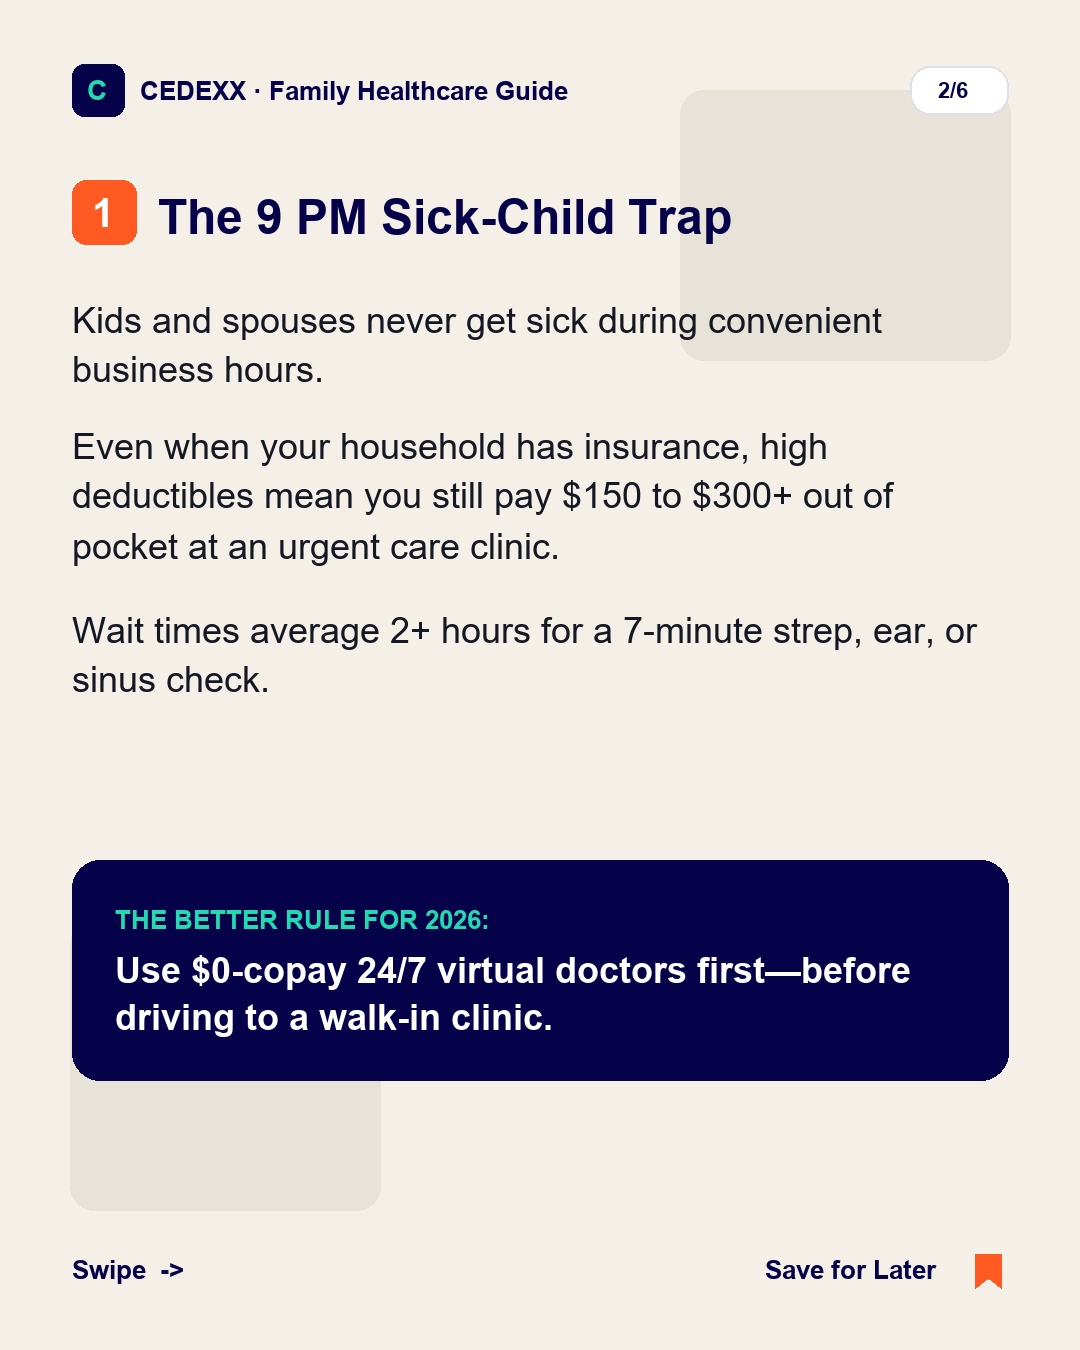 C CEDEXX · Family Healthcare Guide
2/6
1 The 9 PM Sick-Child Trap
Kids and spouses never get sick during convenient
business hours.
Even when your household has insurance, high
deductibles mean you still pay $150 to $300+ out of
pocket at an urgent care clinic.
Wait times average 2+ hours for a 7-minute strep, ear, or
sinus check.
THE BETTER RULE FOR 2026:
Use $0-copay 24/7 virtual doctors first—before
driving to a walk-in clinic.
Swipe ->
Save for Later